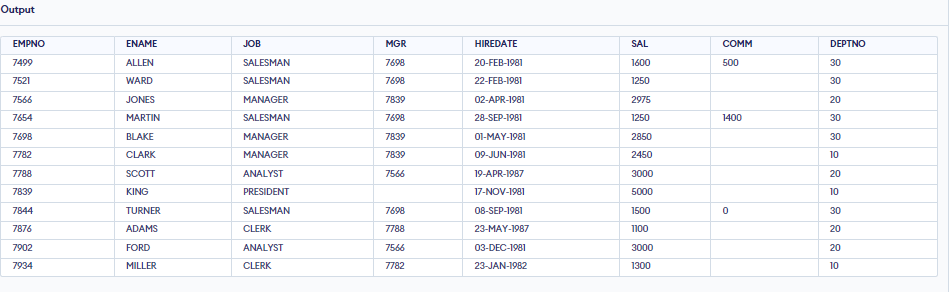 Output
EMPNO ENAME JOB MGR HIREDATE SAL COMM DEPTNO
7499 ALLEN SALESMAN 7698 20-FEB-1981 1600 500 30
7521 WARD SALESMAN 7698 22-FEB-1981 1250 30
7566 JONES MANAGER 7839 02-APR-1981 2975 20
7654 MARTIN SALESMAN 7698 28-SEP-1981 1250 1400 30
7698 BLAKE MANAGER 7839 01-MAY-1981 2850 30
7782 CLARK MANAGER 7839 09-JUN-1981 2450 10
7788 SCOTT ANALYST 7566 19-APR-1987 3000 20
7839 KING PRESIDENT 17-NOV-1981 5000 10
7844 TURNER SALESMAN 7698 08-SEP-1981 1500 0 30
7876 ADAMS CLERK 7788 23-MAY-1987 1100 20
7902 FORD ANALYST 7566 03-DEC-1981 3000 20
7934 MILLER CLERK 7782 23-JAN-1982 1300 10